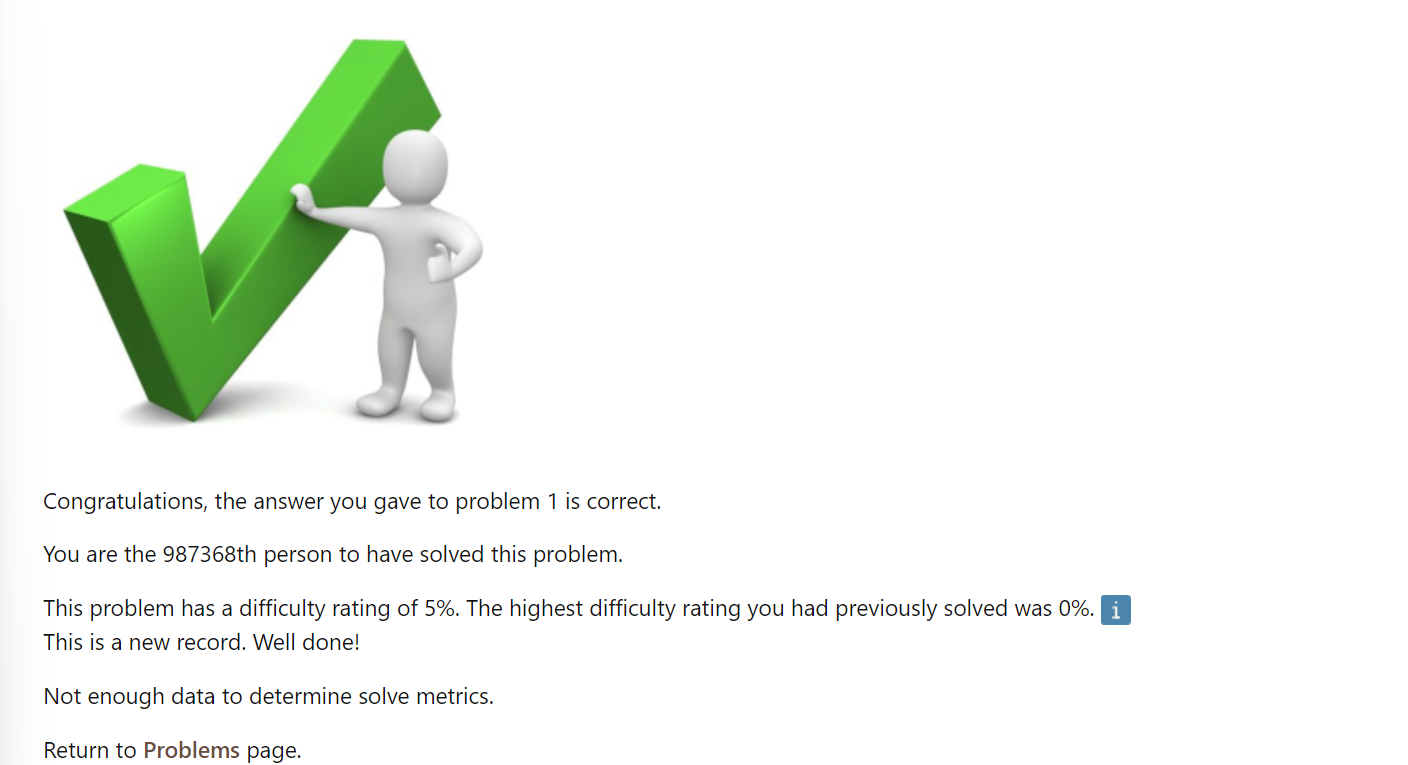 Congratulations, the answer you gave to problem 1 is correct.
You are the 987368th person to have solved this problem.
This problem has a difficulty rating of 5%. The highest difficulty rating you had previously solved was 0%. i
This is a new record. Well done!
Not enough data to determine solve metrics.
Return to Problems page.